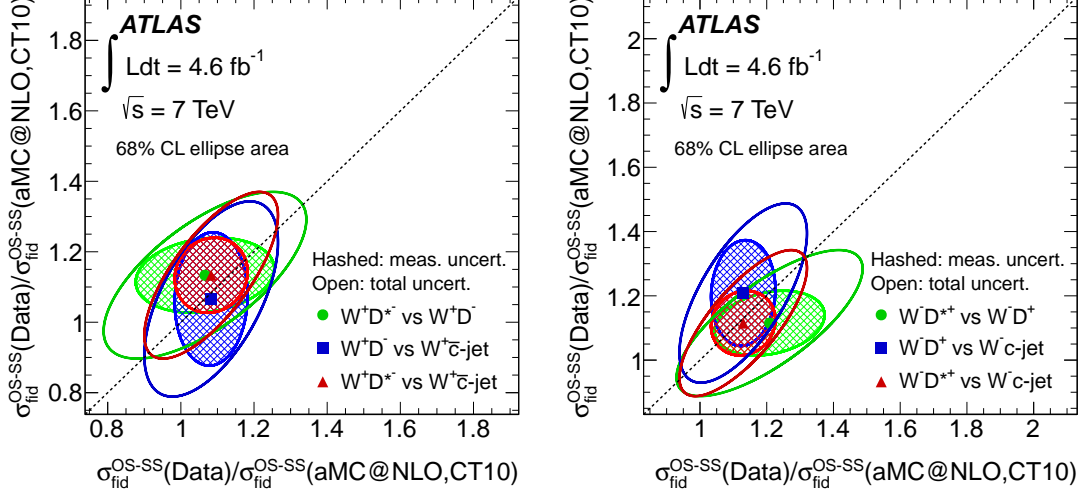 σ_fid^OS-SS(Data)/σ_fid^OS-SS(aMC@NLO,CT10)
1.8
1.6
1.4
1.2
1
0.8
ATLAS
∫ Ldt = 4.6 fb⁻¹
√s = 7 TeV
68% CL ellipse area
Hashed: meas. uncert.
Open: total uncert.
W⁺D*⁻ vs W⁺D⁻
W⁺D⁻ vs W⁺c̅-jet
W⁺D*⁻ vs W⁺c̅-jet
0.8 1 1.2 1.4 1.6 1.8
σ_fid^OS-SS(Data)/σ_fid^OS-SS(aMC@NLO,CT10)
σ_fid^OS-SS(Data)/σ_fid^OS-SS(aMC@NLO,CT10)
2
1.8
1.6
1.4
1.2
1
ATLAS
∫ Ldt = 4.6 fb⁻¹
√s = 7 TeV
68% CL ellipse area
Hashed: meas. uncert.
Open: total uncert.
W⁻D*⁺ vs W⁻D⁺
W⁻D⁺ vs W⁻c-jet
W⁻D*⁺ vs W⁻c-jet
1 1.2 1.4 1.6 1.8 2
σ_fid^OS-SS(Data)/σ_fid^OS-SS(aMC@NLO,CT10)